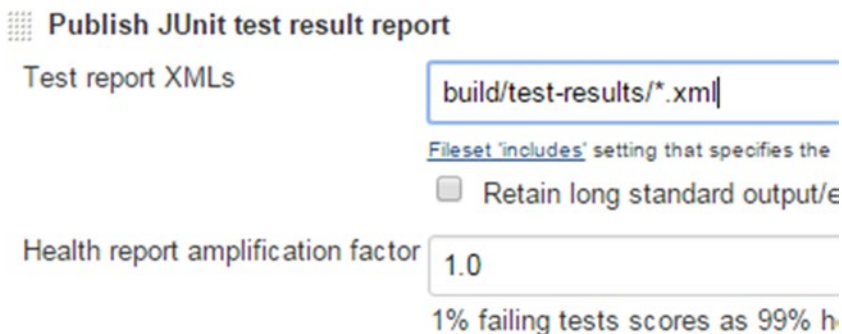 Publish JUnit test result report
Test report XMLs
build/test-results/*.xml
Fileset 'includes' setting that specifies the
Retain long standard output/e
Health report amplification factor
1.0
1% failing tests scores as 99% h